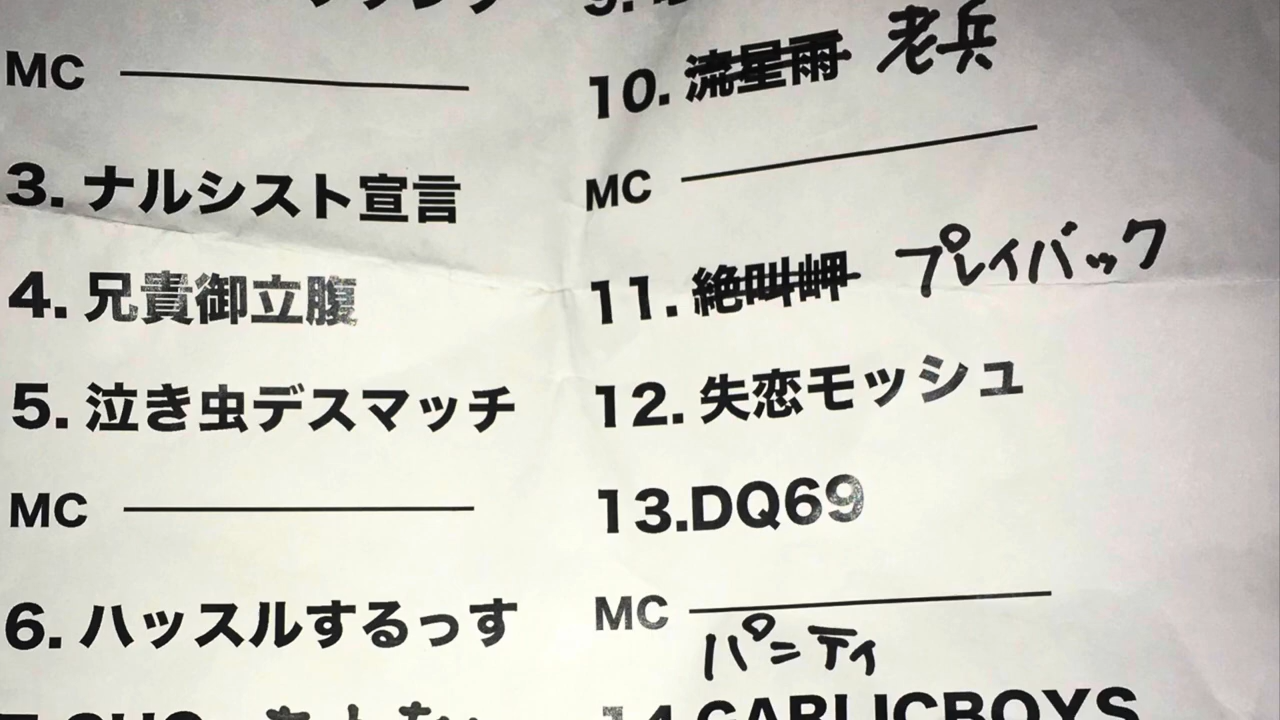 MC
3. ナルシスト宣言
4. 兄貴御立腹
5. 泣き虫デスマッチ
MC
6. ハッスルするっす
10. 流星雨 老兵
MC
11. 絶叫岬 プレイバック
12. 失恋モッシュ
13.DQ69
MC
パンティ
14.GARLICBOYS